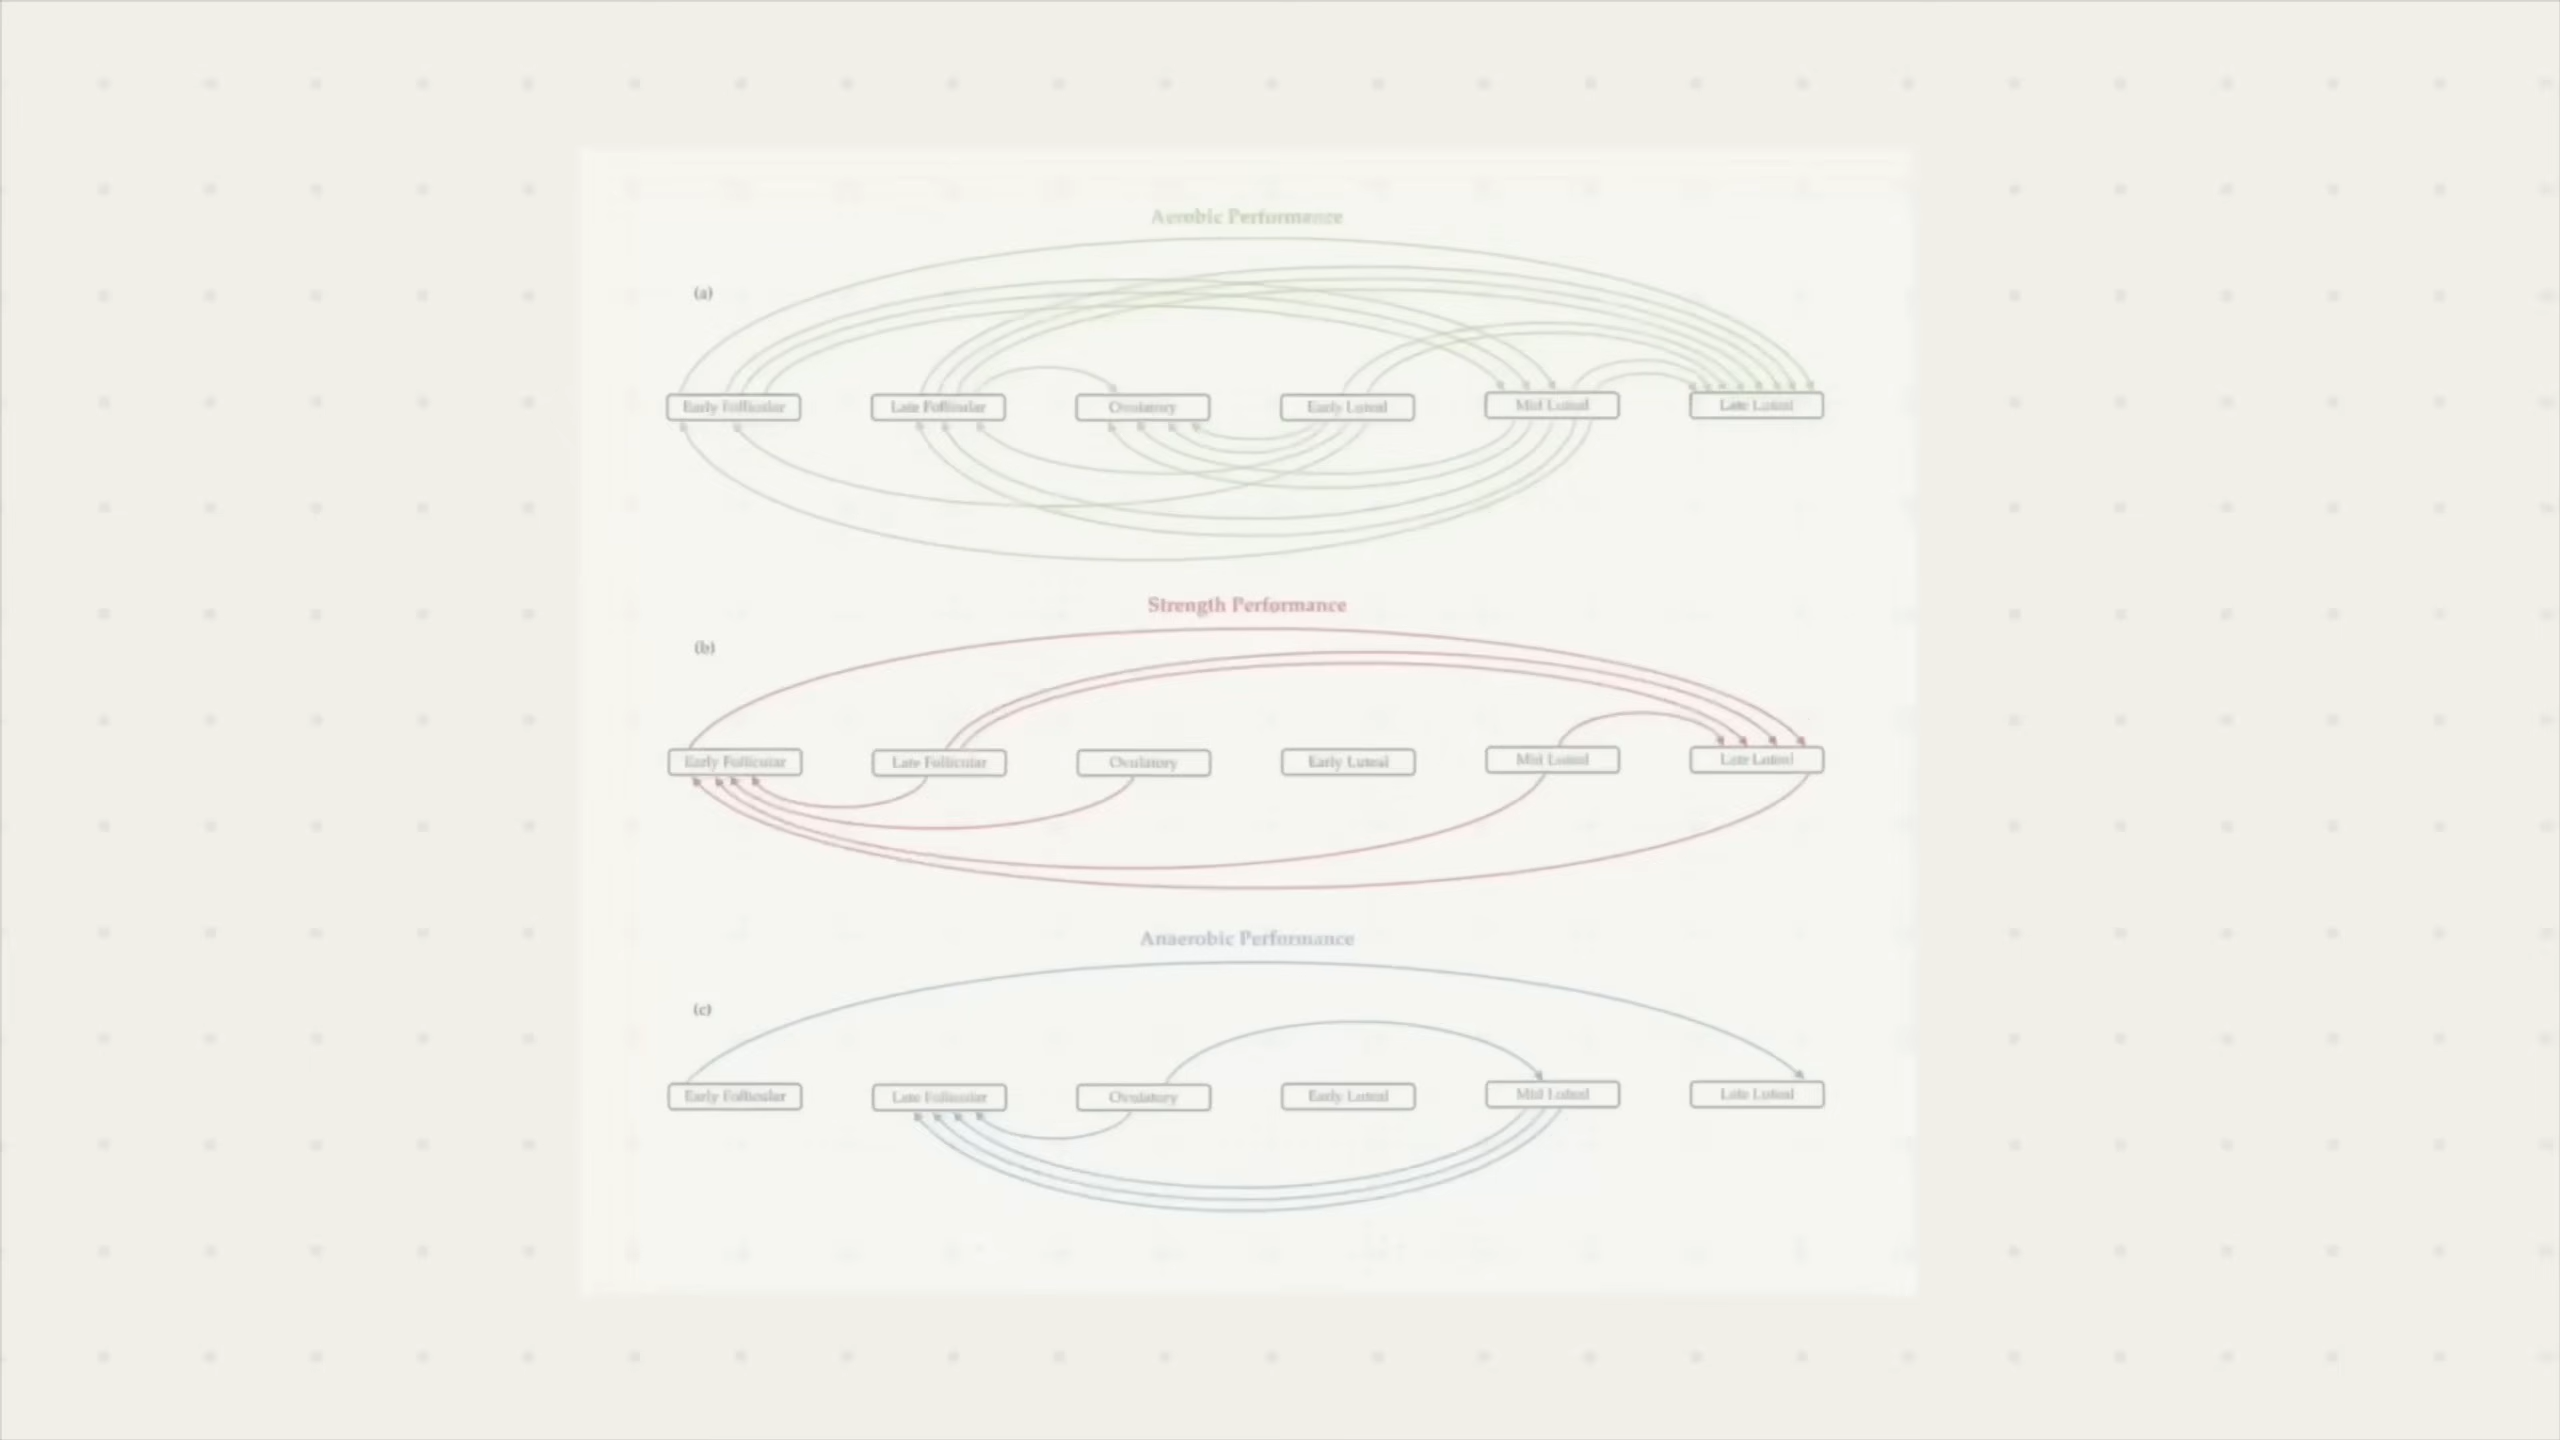 Aerobic Performance
(a)
Early Follicular Late Follicular Ovulatory Early Luteal Mid Luteal Late Luteal
Strength Performance
(b)
Early Follicular Late Follicular Ovulatory Early Luteal Mid Luteal Late Luteal
Anaerobic Performance
(c)
Early Follicular Late Follicular Ovulatory Early Luteal Mid Luteal Late Luteal